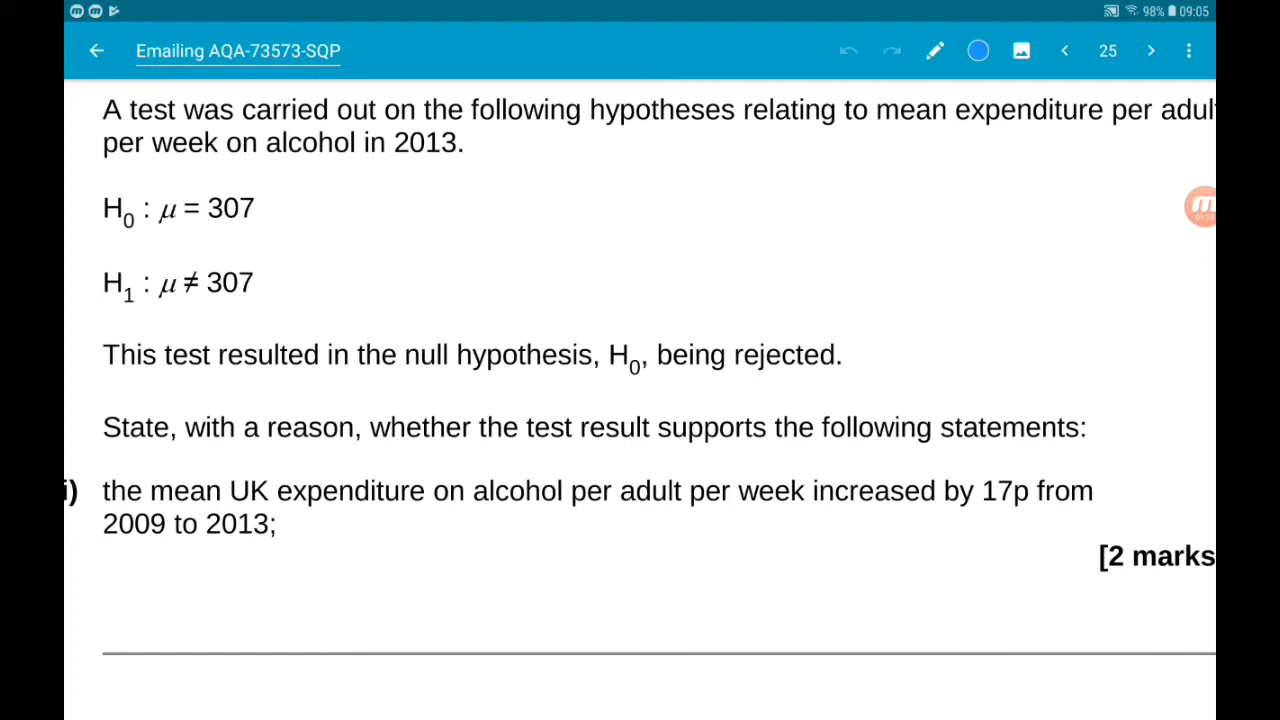 98% 09:05
Emailing AQA-73573-SQP
25
A test was carried out on the following hypotheses relating to mean expenditure per adul
per week on alcohol in 2013.
H₀ : μ = 307
m
H₁ : μ ≠ 307
This test resulted in the null hypothesis, H₀, being rejected.
State, with a reason, whether the test result supports the following statements:
i) the mean UK expenditure on alcohol per adult per week increased by 17p from
2009 to 2013;
[2 marks